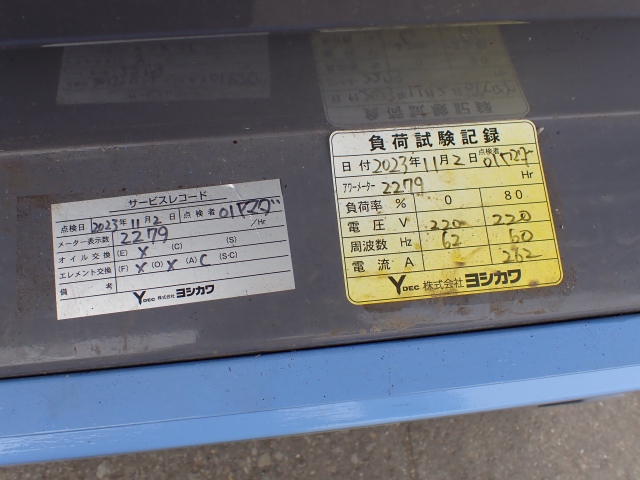 サービスレコード
点検日 2023年11月2日 点検者
メーター表示数 2279 /Hr
オイル交換 (E) X (C) (S)
エレメント交換 (F) X (O) X (A) C (S·C)
備考
YDEC 株式会社 ヨシカワ
負荷試験記録
日付 2023年11月2日 点検者
アワーメーター 2279 Hr
負荷率 % 0 80
電圧 V 220 220
周波数 Hz 62 60
電流 A 262
YDEC 株式会社 ヨシカワ